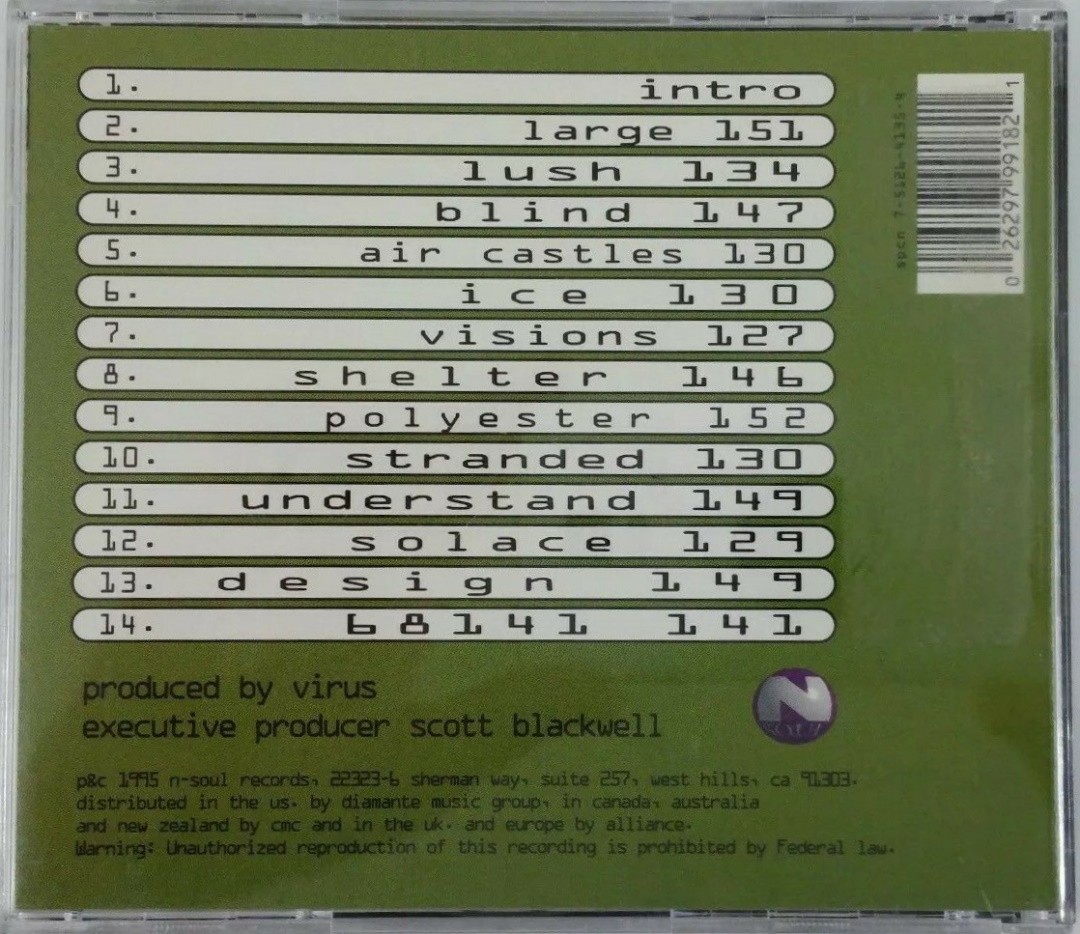 1. intro
2. large 151
3. lush 134
4. blind 147
5. air castles 130
6. ice 130
7. visions 127
8. shelter 146
9. polyester 152
10. stranded 130
11. understand 149
12. solace 129
13. design 149
14. 68141 141
produced by virus
executive producer scott blackwell
N
p&c 1995 n-soul records, 22323-b sherman way, suite 257, west hills, ca 91303.
distributed in the us. by diamante music group, in canada, australia
and new zealand by cmc and in the uk. and europe by alliance.
Warning: Unauthorized reproduction of this recording is prohibited by Federal law.
0 26297 99182 1